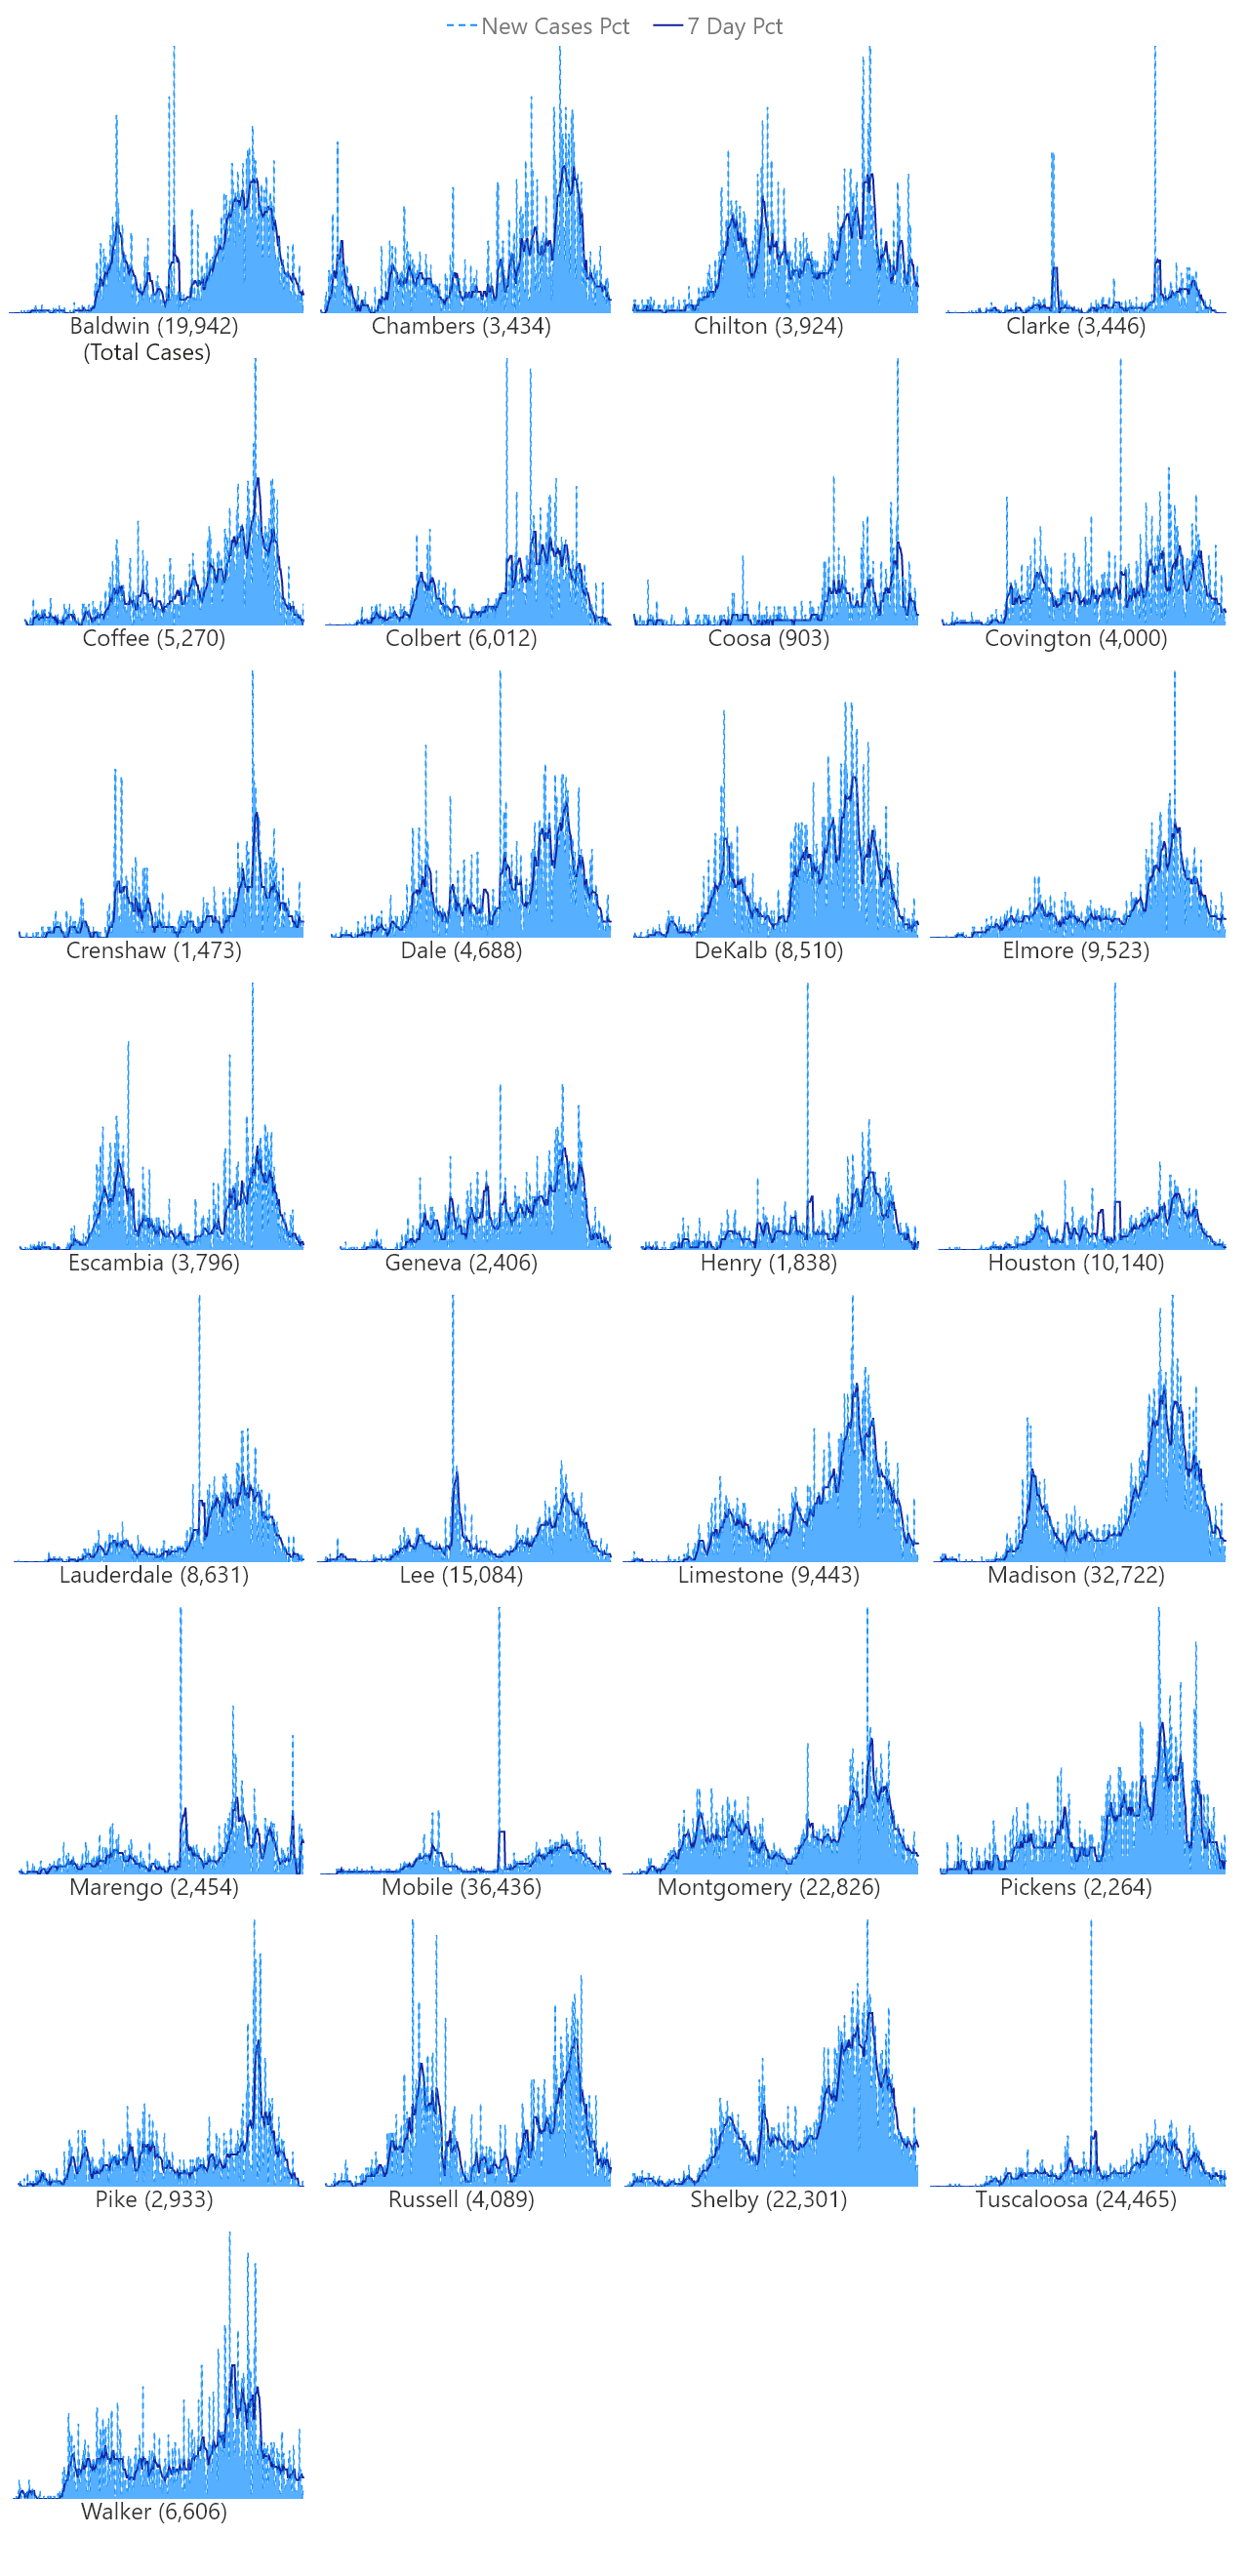 New Cases Pct 7 Day Pct
Baldwin (19,942) Chambers (3,434) Chilton (3,924) Clarke (3,446)
(Total Cases)
Coffee (5,270) Colbert (6,012) Coosa (903) Covington (4,000)
Crenshaw (1,473) Dale (4,688) DeKalb (8,510) Elmore (9,523)
Escambia (3,796) Geneva (2,406) Henry (1,838) Houston (10,140)
Lauderdale (8,631) Lee (15,084) Limestone (9,443) Madison (32,722)
Marengo (2,454) Mobile (36,436) Montgomery (22,826) Pickens (2,264)
Pike (2,933) Russell (4,089) Shelby (22,301) Tuscaloosa (24,465)
Walker (6,606)